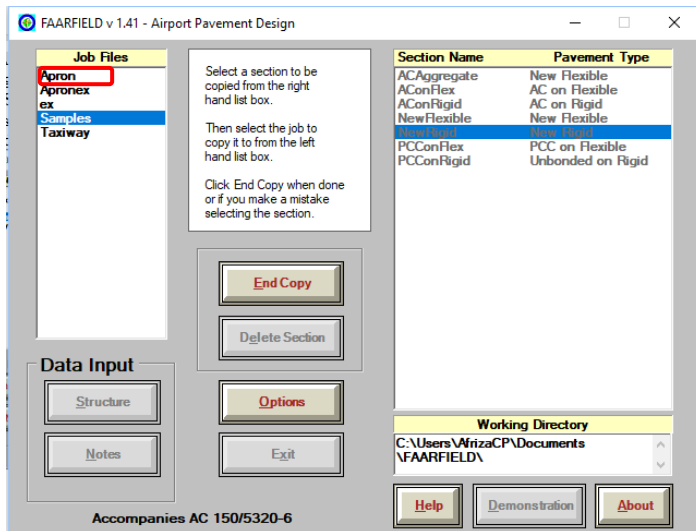 FAARFIELD v 1.41 - Airport Pavement Design
Job Files
Apron
Apronex
ex
Samples
Taxiway
Select a section to be
copied from the right
hand list box.
Then select the job to
copy it to from the left
hand list box.
Click End Copy when done
or if you make a mistake
selecting the section.
End Copy
Delete Section
Data Input
Structure
Options
Notes
Exit
Accompanies AC 150/5320-6
Section Name Pavement Type
ACAggregate New Flexible
AConFlex AC on Flexible
AConRigid AC on Rigid
NewFlexible New Flexible
NewRigid New Rigid
PCConFlex PCC on Flexible
PCConRigid Unbonded on Rigid
Working Directory
C:\Users\AfrizaCP\Documents
\FAARFIELD\
Help
Demonstration
About